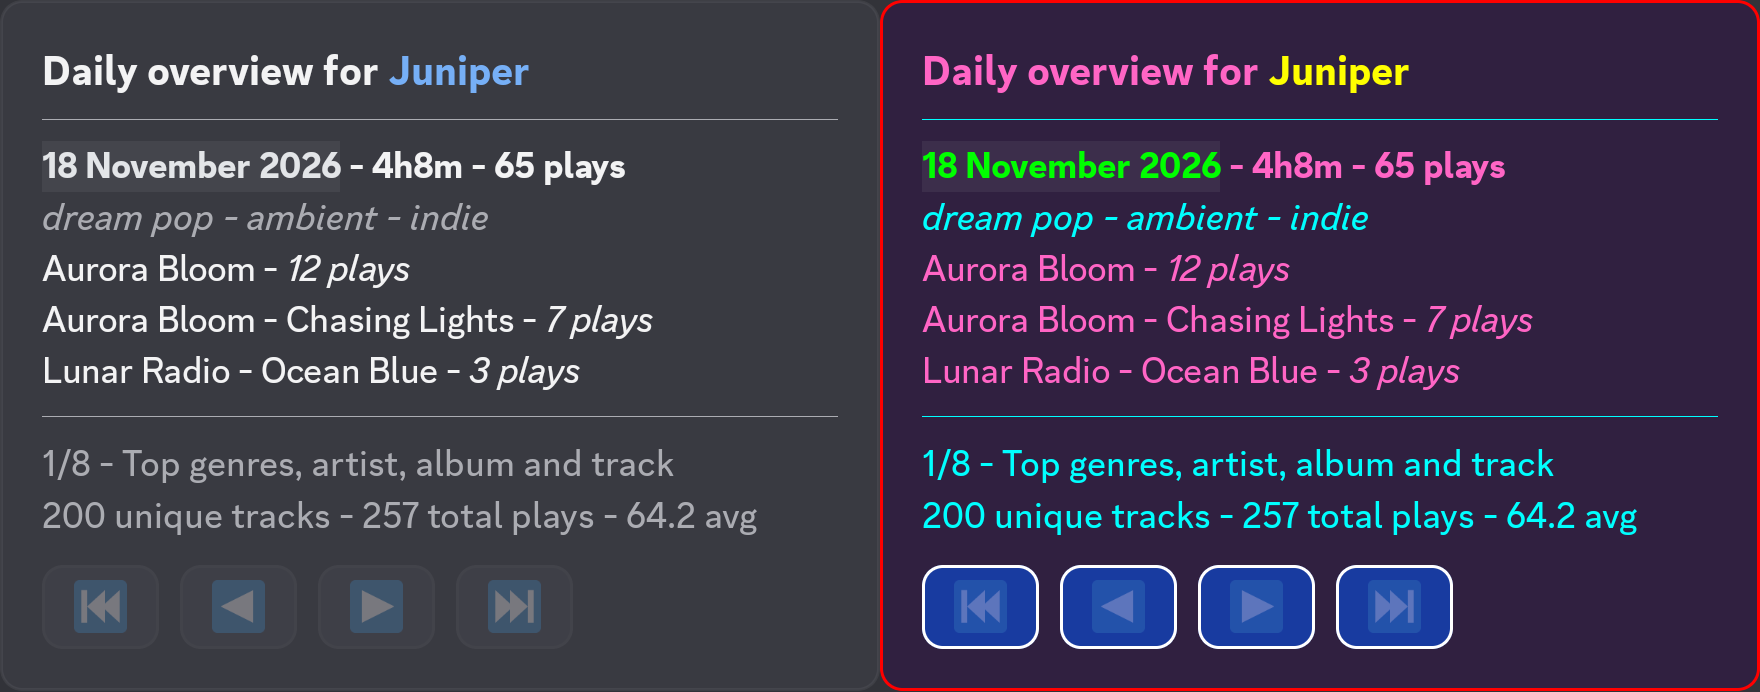 Daily overview for Juniper
18 November 2026 - 4h8m - 65 plays
dream pop - ambient - indie
Aurora Bloom - 12 plays
Aurora Bloom - Chasing Lights - 7 plays
Lunar Radio - Ocean Blue - 3 plays
1/8 - Top genres, artist, album and track
200 unique tracks - 257 total plays - 64.2 avg
Daily overview for Juniper
18 November 2026 - 4h8m - 65 plays
dream pop - ambient - indie
Aurora Bloom - 12 plays
Aurora Bloom - Chasing Lights - 7 plays
Lunar Radio - Ocean Blue - 3 plays
1/8 - Top genres, artist, album and track
200 unique tracks - 257 total plays - 64.2 avg